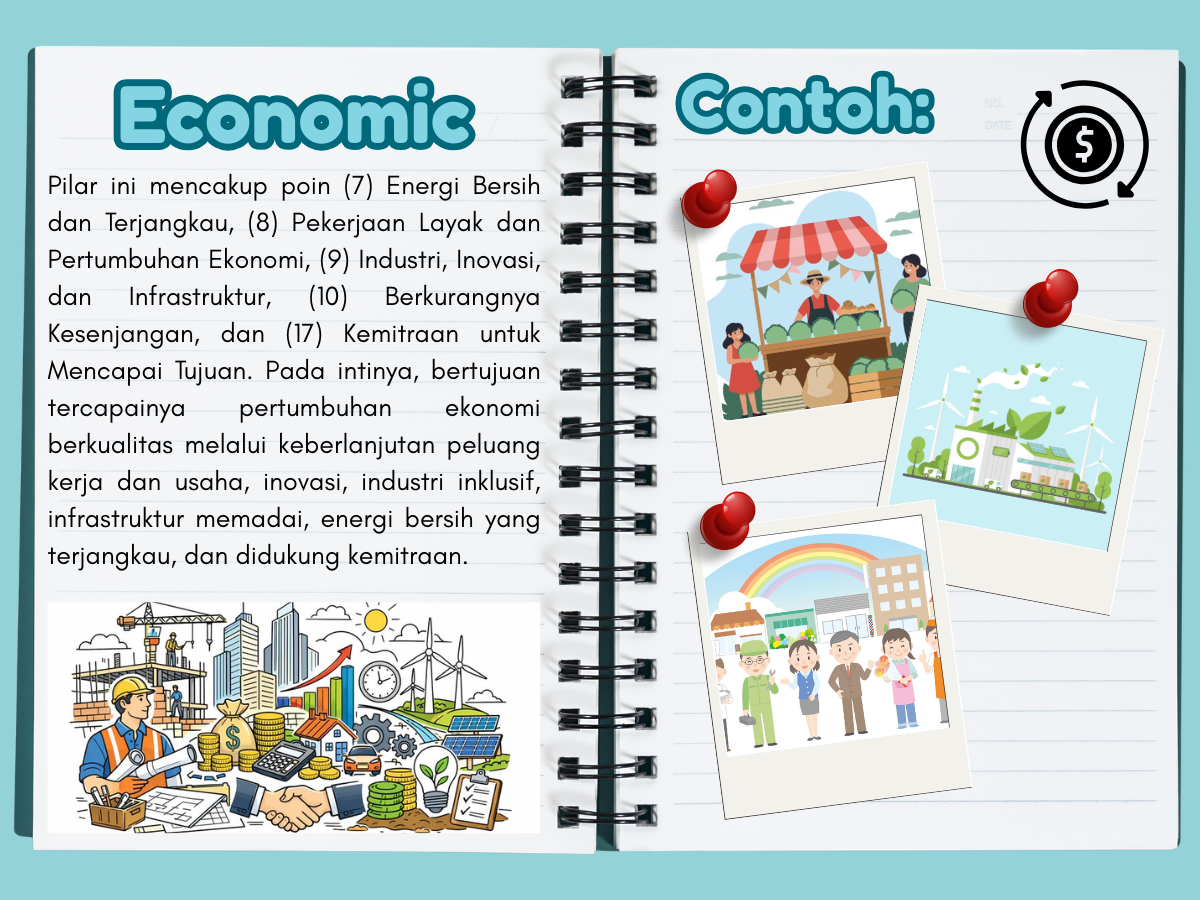 Economic
Pilar ini mencakup poin (7) Energi Bersih
dan Terjangkau, (8) Pekerjaan Layak dan
Pertumbuhan Ekonomi, (9) Industri, Inovasi,
dan Infrastruktur, (10) Berkurangnya
Kesenjangan, dan (17) Kemitraan untuk
Mencapai Tujuan. Pada intinya, bertujuan
tercapainya pertumbuhan ekonomi
berkualitas melalui keberlanjutan peluang
kerja dan usaha, inovasi, industri inklusif,
infrastruktur memadai, energi bersih yang
terjangkau, dan didukung kemitraan.
$
Contoh:
NO.
DATE
$